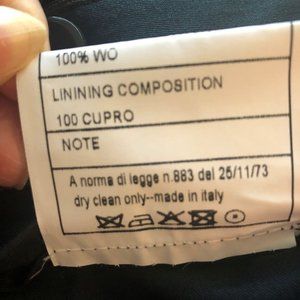 100% WO
LINING COMPOSITION
100 CUPRO
NOTE
A norma di legge n.883 del 25/11/73
dry clean only--made in italy